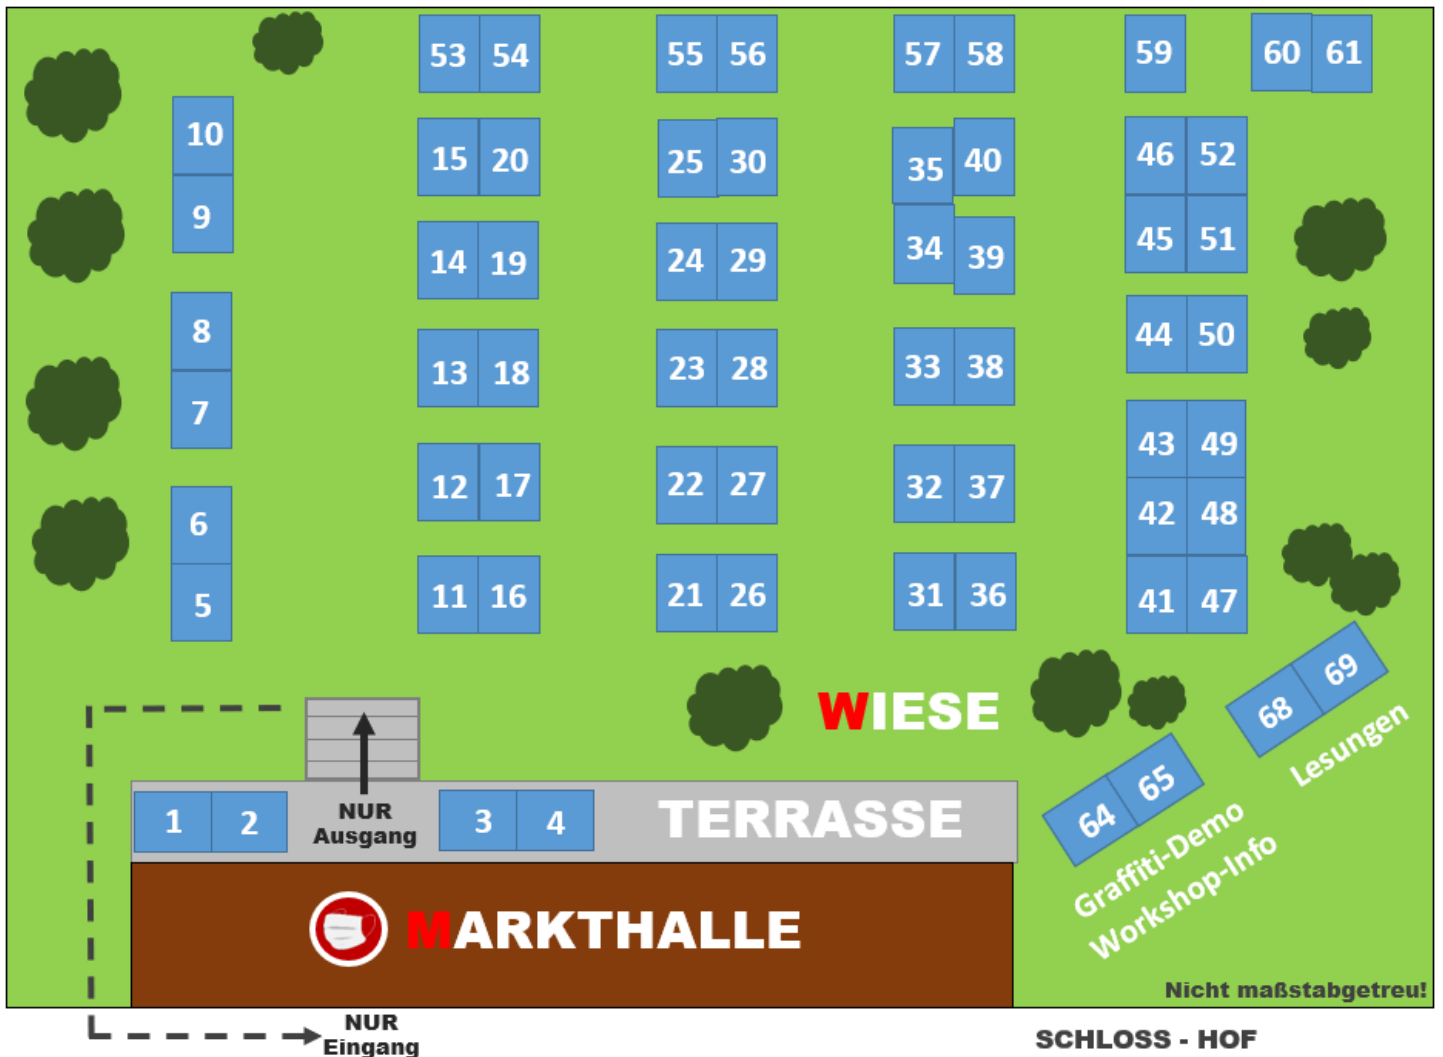 53 54 55 56 57 58 59 60 61
10 15 20 25 30 35 40 46 52
9 14 19 24 29 34 39 45 51
8 13 18 23 28 33 38 44 50
7 12 17 22 27 32 37 43 49
6 42 48
5 11 16 21 26 31 36 41 47
WIESE
68 69
Lesungen
64 65
Graffiti-Demo
Workshop-Info
1 2
NUR
Ausgang
3 4
TERRASSE
MARKTHALLE
Nicht maßstabgetreu!
NUR
Eingang
SCHLOSS - HOF